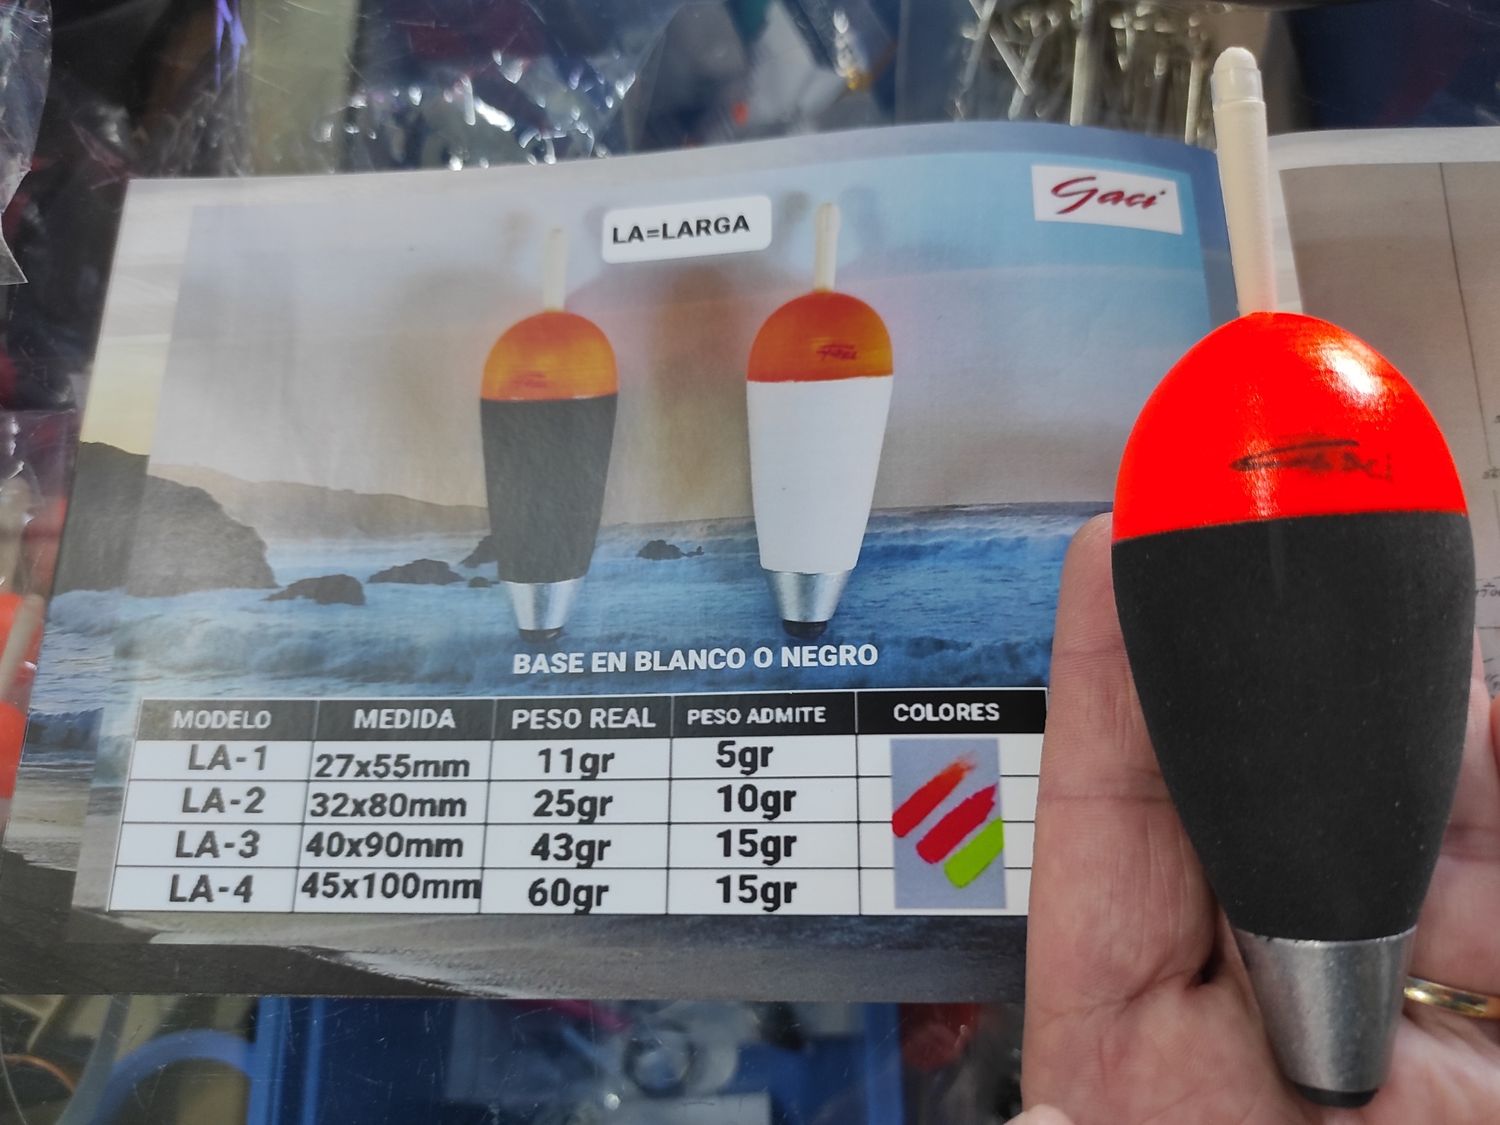 LA=LARGA
Gaci
Gaci
BASE EN BLANCO O NEGRO
MODELO MEDIDA PESO REAL PESO ADMITE COLORES
LA-1 27x55mm 11gr 5gr
LA-2 32x80mm 25gr 10gr
LA-3 40x90mm 43gr 15gr
LA-4 45x100mm 60gr 15gr